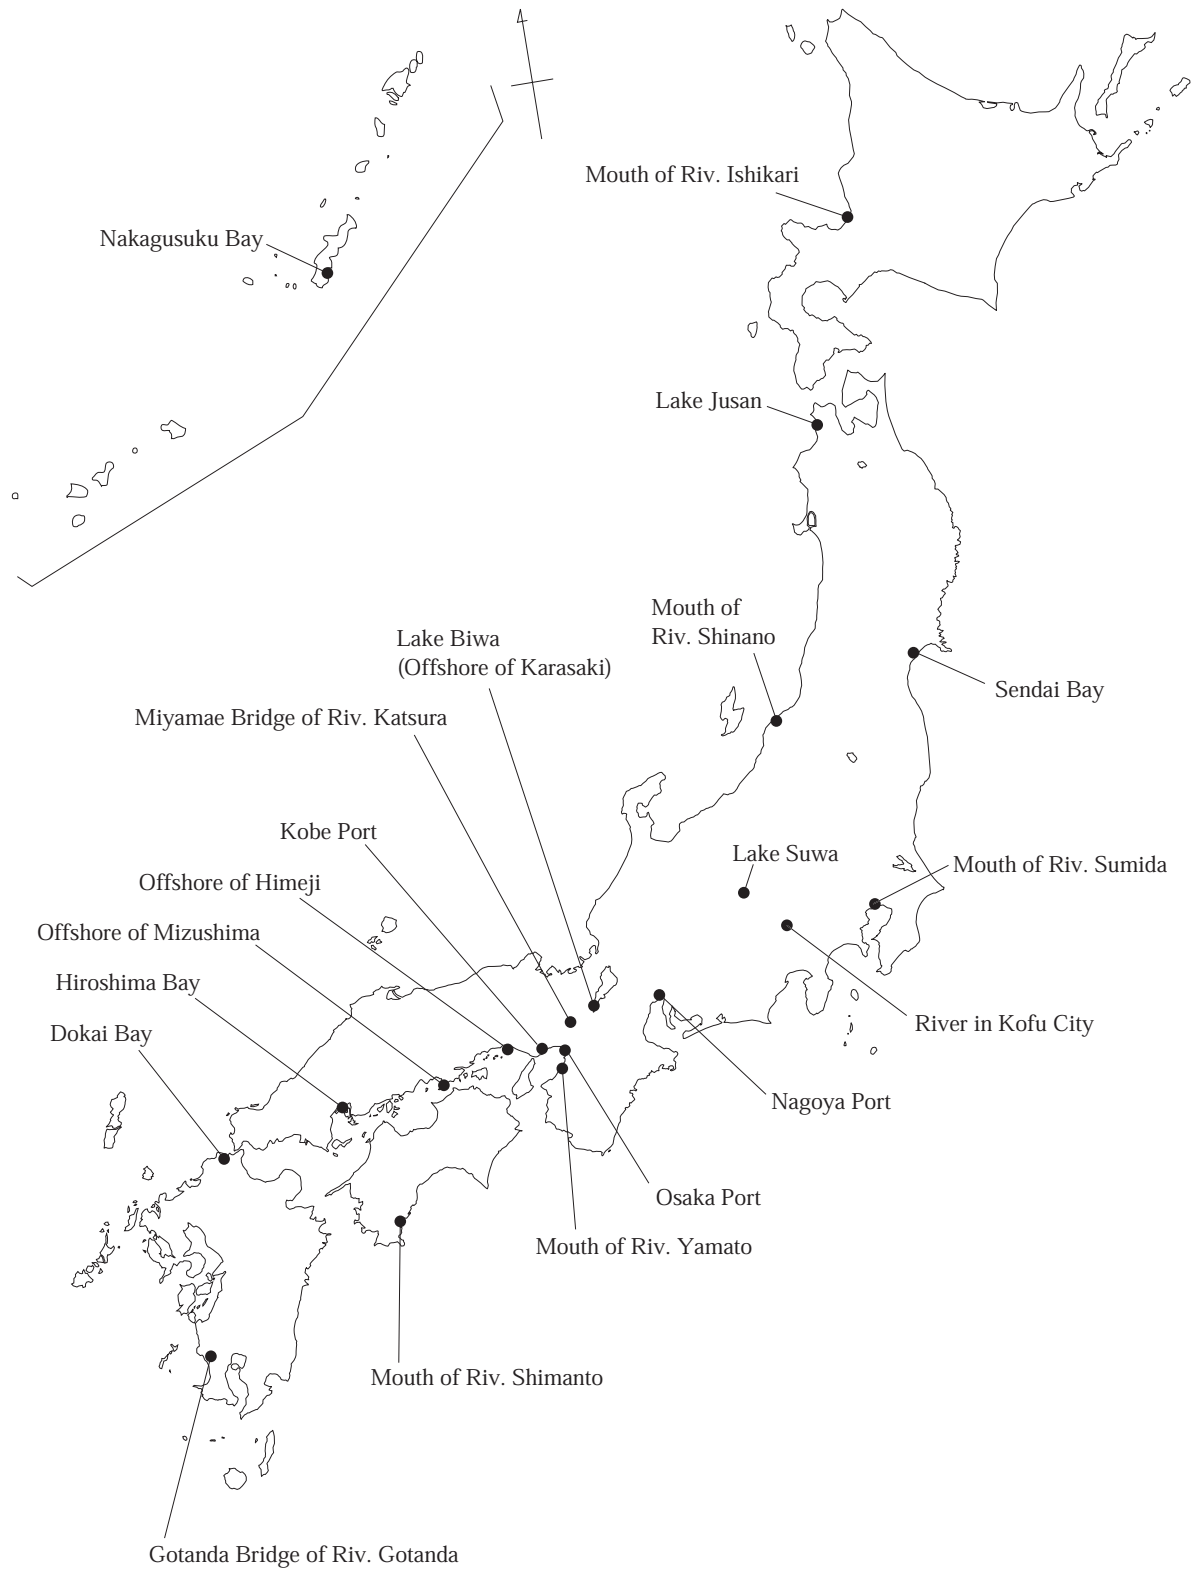 Mouth of Riv. Ishikari
Nakagusuku Bay
Lake Jusan
Mouth of
Riv. Shinano
Lake Biwa
(Offshore of Karasaki)
Sendai Bay
Miyamae Bridge of Riv. Katsura
Kobe Port
Lake Suwa
Mouth of Riv. Sumida
Offshore of Himeji
Offshore of Mizushima
Hiroshima Bay
River in Kofu City
Dokai Bay
Nagoya Port
Osaka Port
Mouth of Riv. Yamato
Mouth of Riv. Shimanto
Gotanda Bridge of Riv. Gotanda